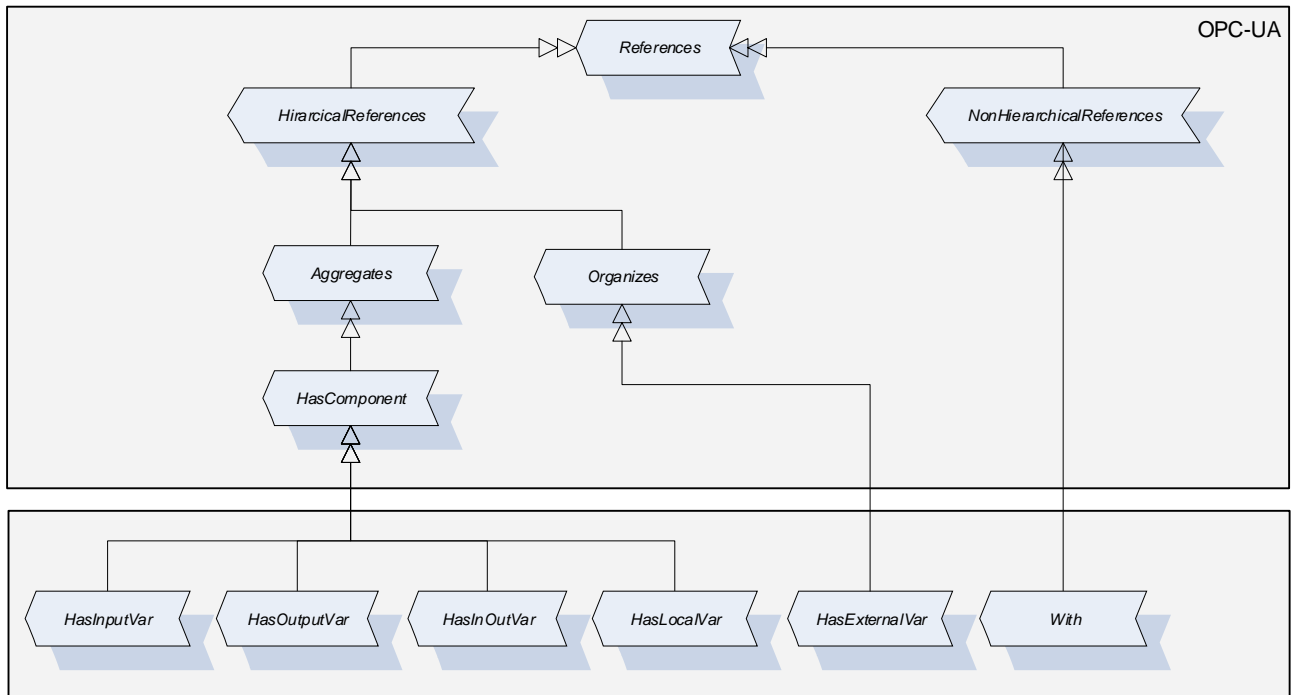 OPC-UA
References
HirarcicalReferences
NonHierarchicalReferences
Aggregates
Organizes
HasComponent
HasInputVar
HasOutputVar
HasInOutVar
HasLocalVar
HasExternalVar
With